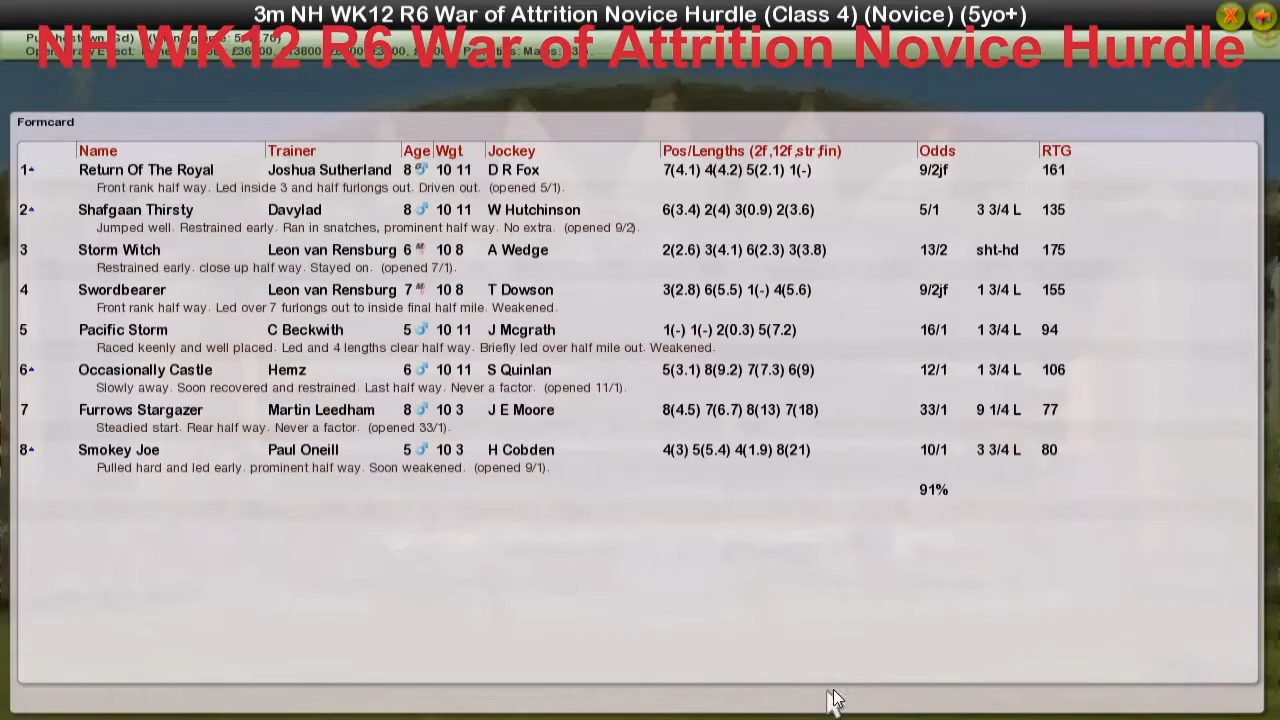 3m NH WK12 R6 War of Attrition Novice Hurdle (Class 4) (Novice) (5yo+)
NH WK12 R6 War of Attrition Novice Hurdle
Formcard
Name Trainer Age Wgt Jockey Pos/Lengths (2f,12f,str,fin) Odds RTG
1 Return Of The Royal Joshua Sutherland 8 10 11 D R Fox 7(4.1) 4(4.2) 5(2.1) 1(-) 9/2jf 161
Front rank half way. Led inside 3 and half furlongs out. Driven out. (opened 5/1).
2 Shafgaan Thirsty Davylad 8 10 11 W Hutchinson 6(3.4) 2(4) 3(0.9) 2(3.6) 5/1 3 3/4 L 135
Jumped well. Restrained early. Ran in snatches, prominent half way. No extra. (opened 9/2).
3 Storm Witch Leon van Rensburg 6 10 8 A Wedge 2(2.6) 3(4.1) 6(2.3) 3(3.8) 13/2 sht-hd 175
Restrained early. close up half way. Stayed on. (opened 7/1).
4 Swordbearer Leon van Rensburg 7 10 8 T Dowson 3(2.8) 6(5.5) 1(-) 4(5.6) 9/2jf 1 3/4 L 155
Front rank half way. Led over 7 furlongs out to inside final half mile. Weakened.
5 Pacific Storm C Beckwith 5 10 11 J Mcgrath 1(-) 1(-) 2(0.3) 5(7.2) 16/1 1 3/4 L 94
Raced keenly and well placed. Led and 4 lengths clear half way. Briefly led over half mile out. Weakened.
6 Occasionally Castle Hemz 6 10 11 S Quinlan 5(3.1) 8(9.2) 7(7.3) 6(9) 12/1 1 3/4 L 106
Slowly away. Soon recovered and restrained. Last half way. Never a factor. (opened 11/1).
7 Furrows Stargazer Martin Leedham 8 10 3 J E Moore 8(4.5) 7(6.7) 8(13) 7(18) 33/1 9 1/4 L 77
Steadied start. Rear half way. Never a factor. (opened 33/1).
8 Smokey Joe Paul Oneill 5 10 3 H Cobden 4(3) 5(5.4) 4(1.9) 8(21) 10/1 3 3/4 L 80
Pulled hard and led early. prominent half way. Soon weakened. (opened 9/1).
91%